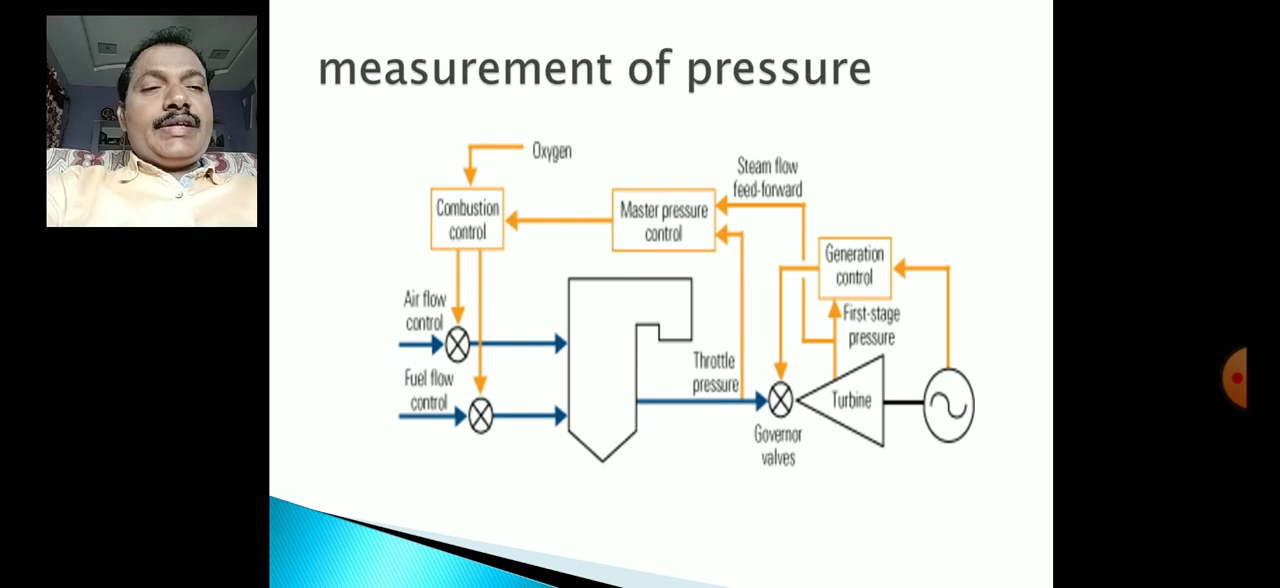 measurement of pressure
Oxygen
Steam flow
feed-forward
Combustion
control
Master pressure
control
Generation
control
Air flow
control
First-stage
pressure
Throttle
pressure
Fuel flow
control
Turbine
Governor
valves